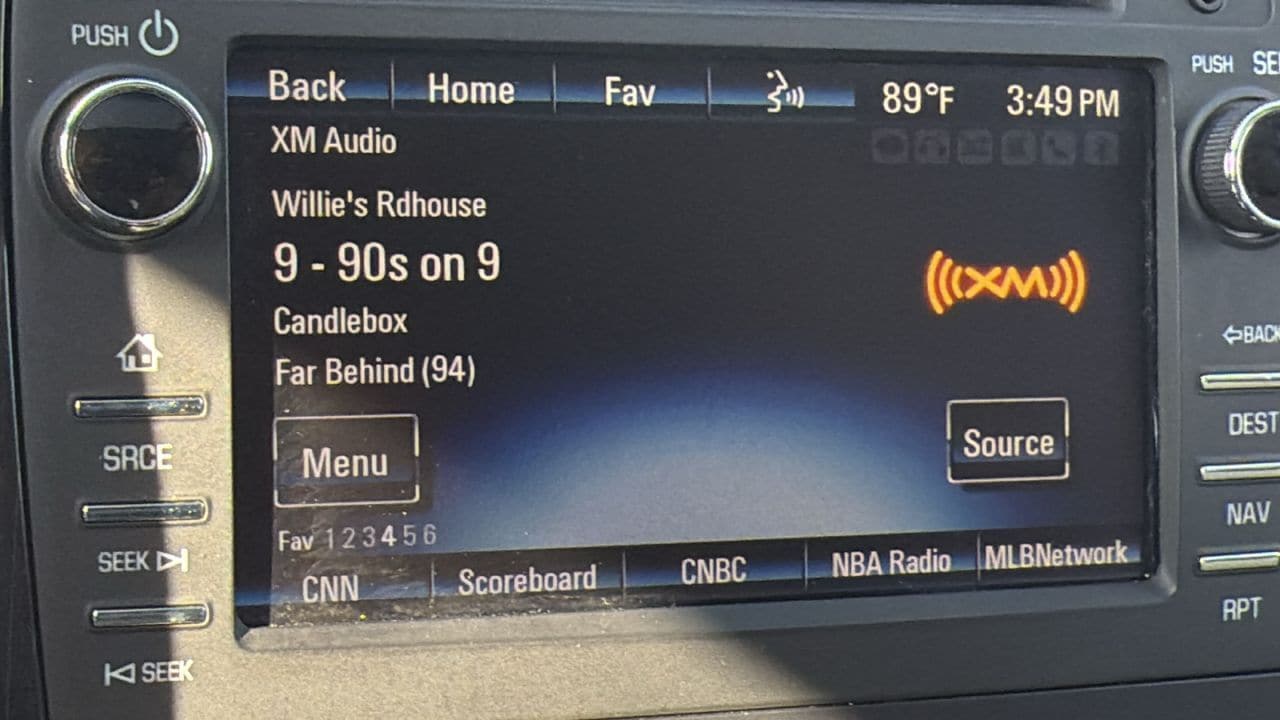 PUSH
PUSH SE
Back Home Fav 89°F 3:49 PM
XM Audio
Willie's Rdhouse
9 - 90s on 9
XM
Candlebox
BACK
Far Behind (94)
DEST
Menu Source
SRCE
NAV
Fav 1 2 3 4 5 6
SEEK
CNN Scoreboard CNBC NBA Radio MLBNetwork
RPT
SEEK